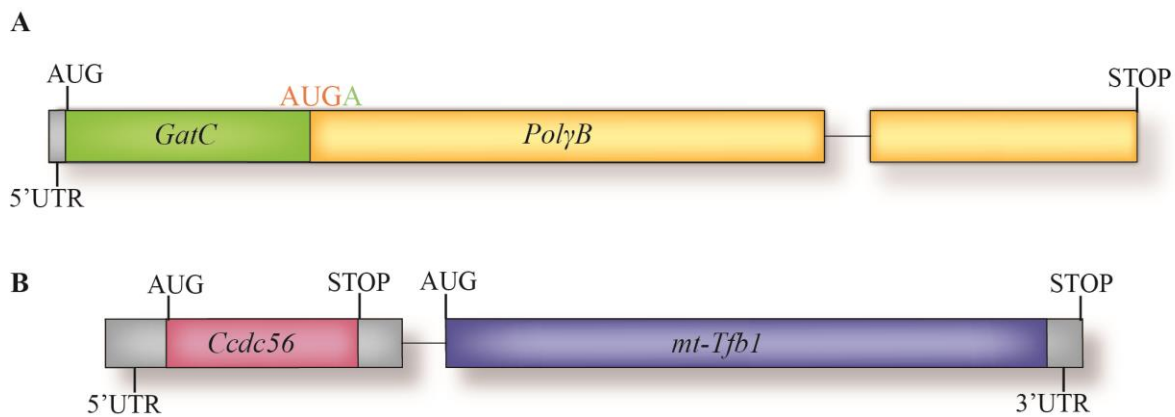 A
AUG AUGA STOP
GatC PolγB
5'UTR
B AUG STOP AUG STOP
Ccdc56 mt-Tfb1
5'UTR 3'UTR